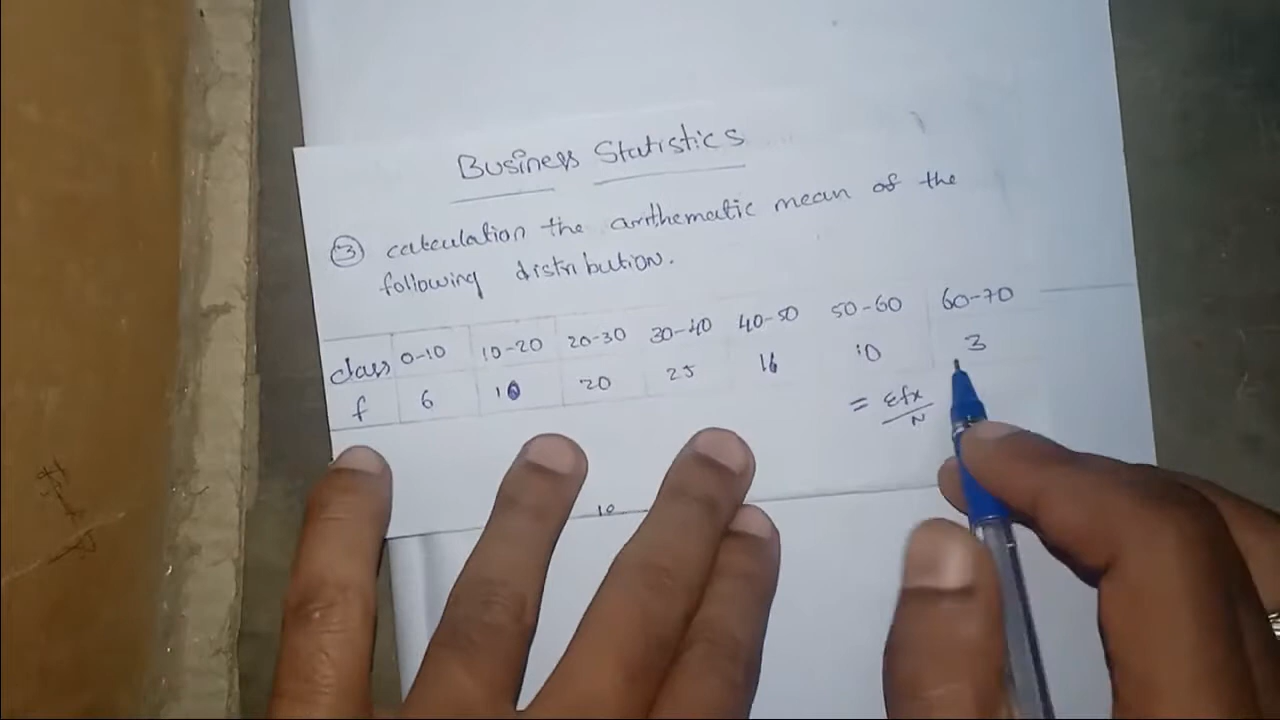 Business Statistics
③ calculation the arithematic mean of the
following distribution.
class 0-10 10-20 20-30 30-40 40-50 50-60 60-70
f 6 10 20 25 16 10 3
= Σfx
N
10